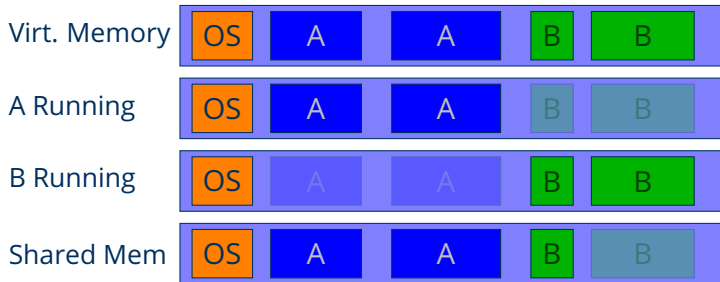 Virt. Memory OS A A B B
A Running OS A A B B
B Running OS A A B B
Shared Mem OS A A B B